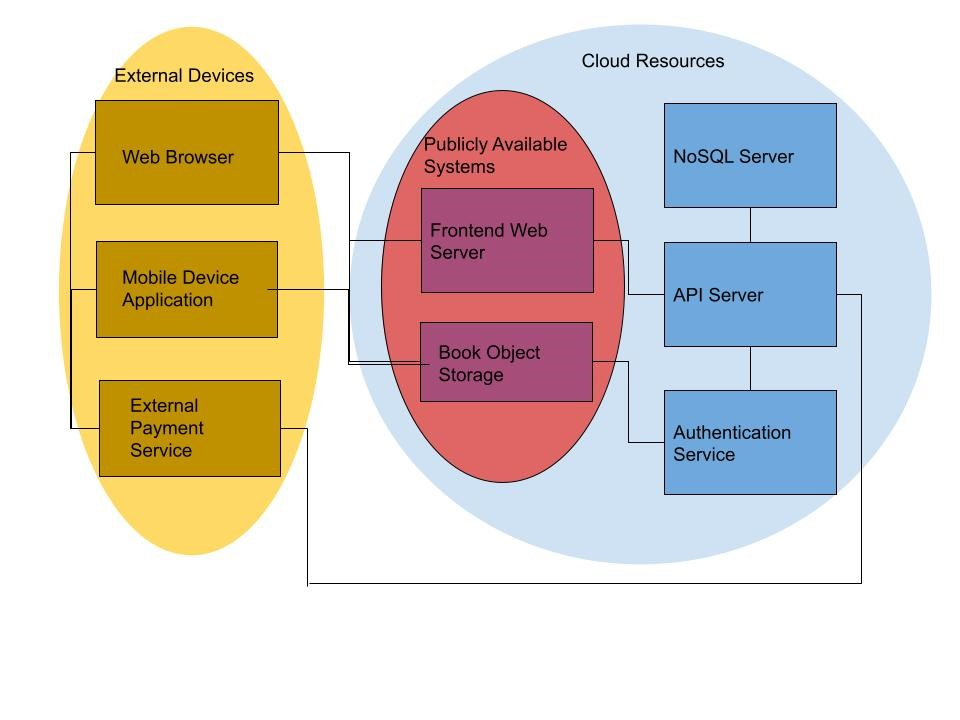 External Devices
Web Browser
Mobile Device
Application
External
Payment
Service
Cloud Resources
Publicly Available
Systems
Frontend Web
Server
Book Object
Storage
NoSQL Server
API Server
Authentication
Service